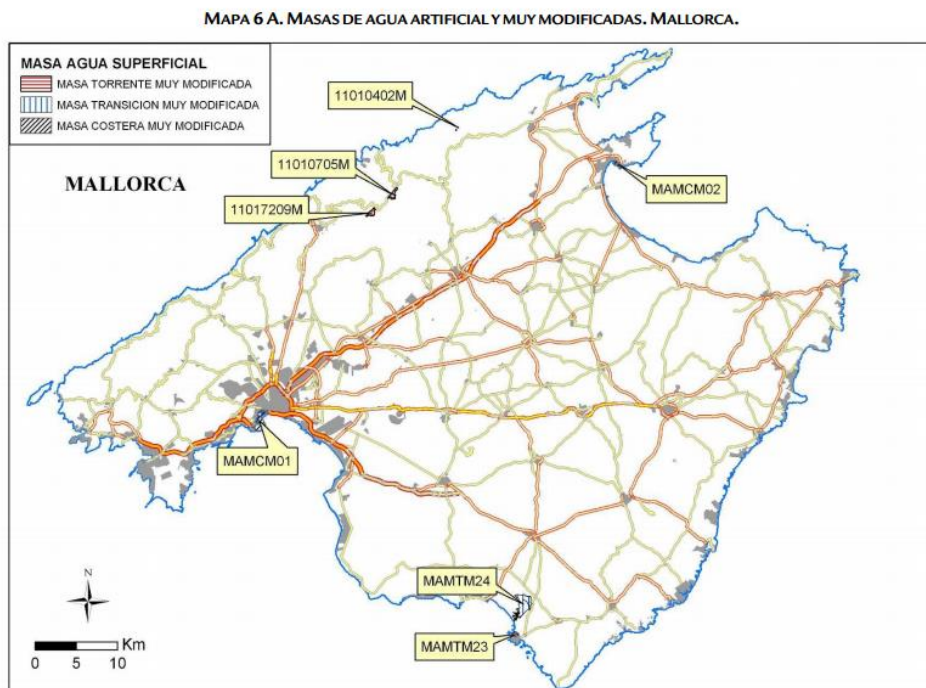 MAPA 6 A. MASAS DE AGUA ARTIFICIAL Y MUY MODIFICADAS. MALLORCA.
MASA AGUA SUPERFICIAL
MASA TORRENTE MUY MODIFICADA
MASA TRANSICION MUY MODIFICADA
MASA COSTERA MUY MODIFICADA
11010402M
11010705M
MALLORCA
MAMCM02
11017209M
MAMCM01
MAMTM24
N
MAMTM23
Km
0 5 10